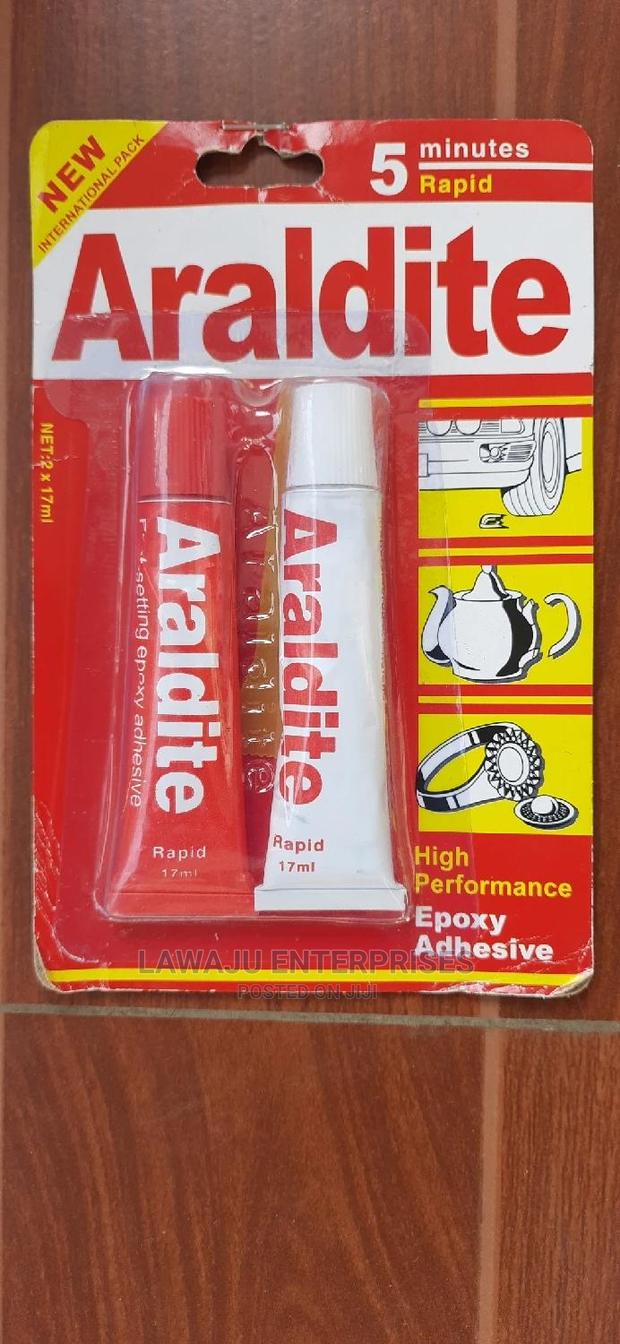 NEW
INTERNATIONAL PACK
5 minutes
Rapid
Araldite
NET:2 x 17ml
Araldite
setting epoxy adhesive
Rapid
17ml
Araldite
Araldite
Rapid
17ml
High
Performance
Epoxy
Adhesive
LAWAJU ENTERPRISES
POSTED ON JIJI